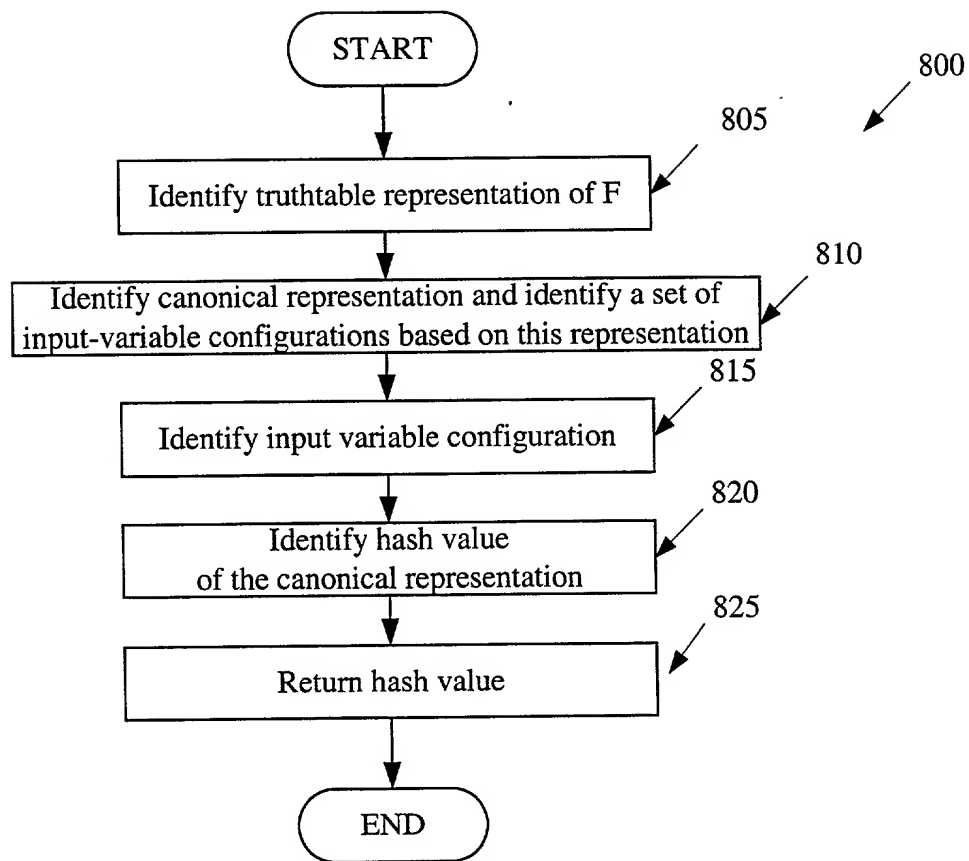 START
800
805
Identify truthtable representation of F
810
Identify canonical representation and identify a set of
input-variable configurations based on this representation
815
Identify input variable configuration
820
Identify hash value
of the canonical representation
825
Return hash value
END